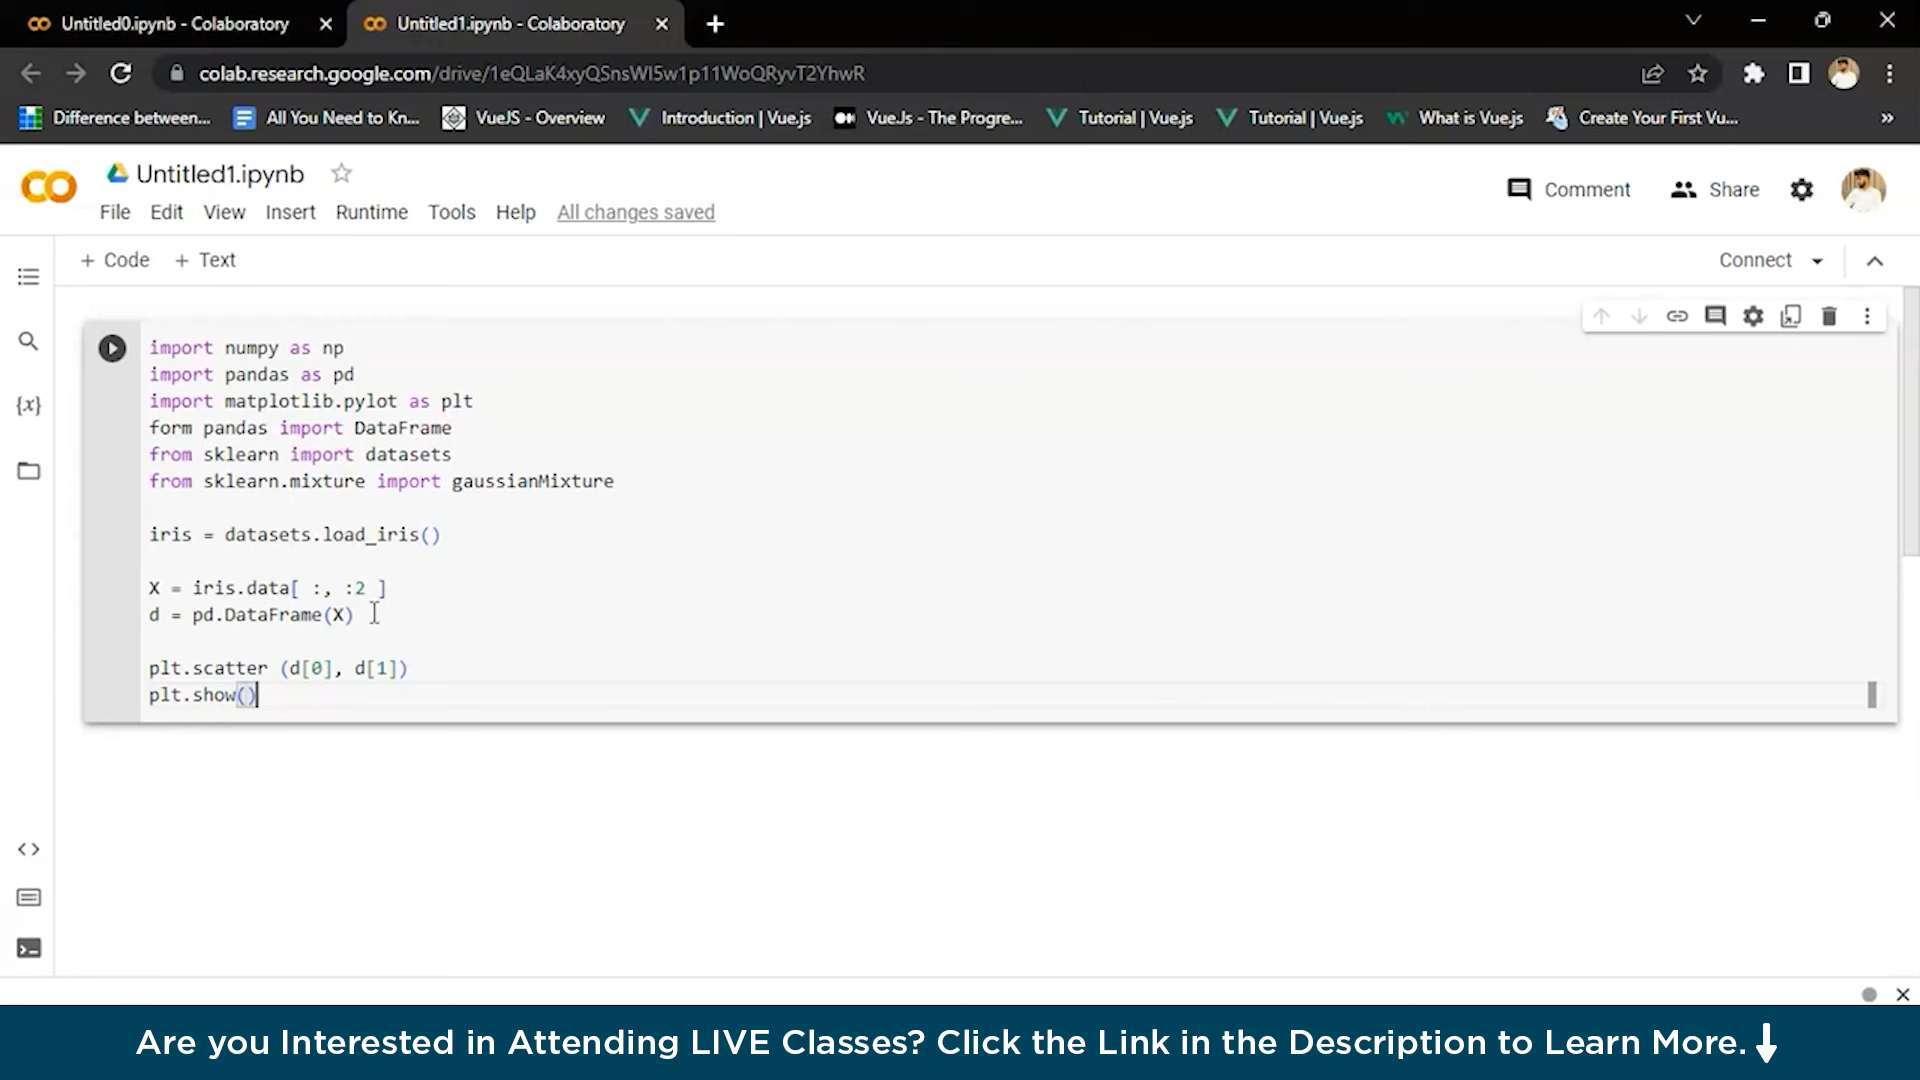 Untitled0.ipynb - Colaboratory
Untitled1.ipynb - Colaboratory
colab.research.google.com/drive/1eQLaK4xyQSnsWI5w1p11WoQRyvT2YhwR
Difference between...
All You Need to Kn...
VueJS - Overview
Introduction | Vue.js
VueJs - The Progre...
Tutorial | Vue.js
Tutorial | Vue.js
What is Vue.js
Create Your First Vu...
»
CO
Untitled1.ipynb
File Edit View Insert Runtime Tools Help All changes saved
Comment
Share
+ Code + Text
Connect
{x}
import numpy as np
import pandas as pd
import matplotlib.pylot as plt
form pandas import DataFrame
from sklearn import datasets
from sklearn.mixture import gaussianMixture
iris = datasets.load_iris()
X = iris.data[ :, :2 ]
d = pd.DataFrame(X)
plt.scatter (d[0], d[1])
plt.show()
Are you Interested in Attending LIVE Classes? Click the Link in the Description to Learn More.